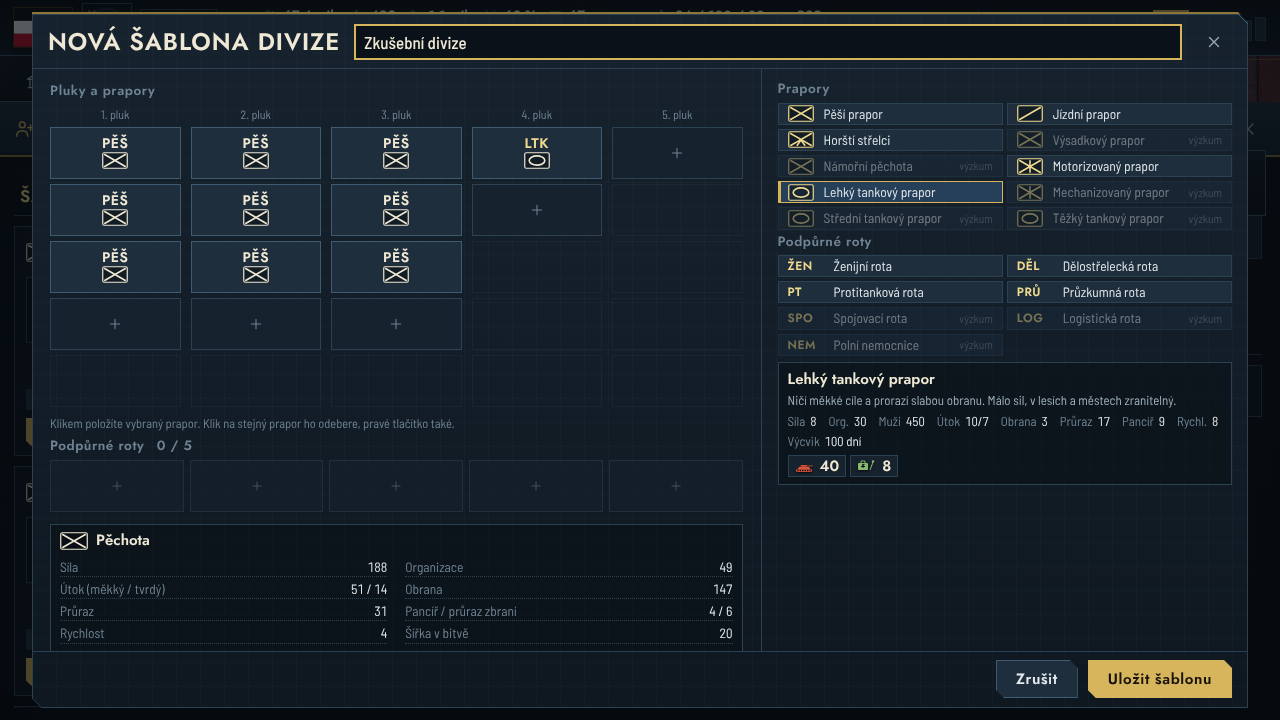 NOVÁ ŠABLONA DIVIZE
Zkušební divize
Pluky a prapory
1. pluk 2. pluk 3. pluk 4. pluk 5. pluk
PĚŠ PĚŠ PĚŠ LTK
PĚŠ PĚŠ PĚŠ
PĚŠ PĚŠ PĚŠ
Klikem položíte vybraný prapor. Klik na stejný prapor ho odebere, pravé tlačítko také.
Podpůrné roty 0 / 5
Pěchota
Síla 188 Organizace 49
Útok (měkký / tvrdý) 51 / 14 Obrana 147
Průraz 31 Pancíř / průraz zbraní 4 / 6
Rychlost 4 Šířka v bitvě 20
Prapory
Pěší prapor Jízdní prapor
Horští střelci Výsadkový prapor výzkum
Námořní pěchota výzkum Motorizovaný prapor
Lehký tankový prapor Mechanizovaný prapor výzkum
Střední tankový prapor výzkum Těžký tankový prapor výzkum
Podpůrné roty
ŽEN Ženijní rota DĚL Dělostřelecká rota
PT Protitanková rota PRŮ Průzkumná rota
SPO Spojovací rota výzkum LOG Logistická rota výzkum
NEM Polní nemocnice výzkum
Lehký tankový prapor
Ničí měkké cíle a prorazí slabou obranu. Málo sil, v lesích a městech zranitelný.
Síla 8 Org. 30 Muži 450 Útok 10/7 Obrana 3 Průraz 17 Pancíř 9 Rychl. 8
Výcvik 100 dní
40 8
Zrušit Uložit šablonu